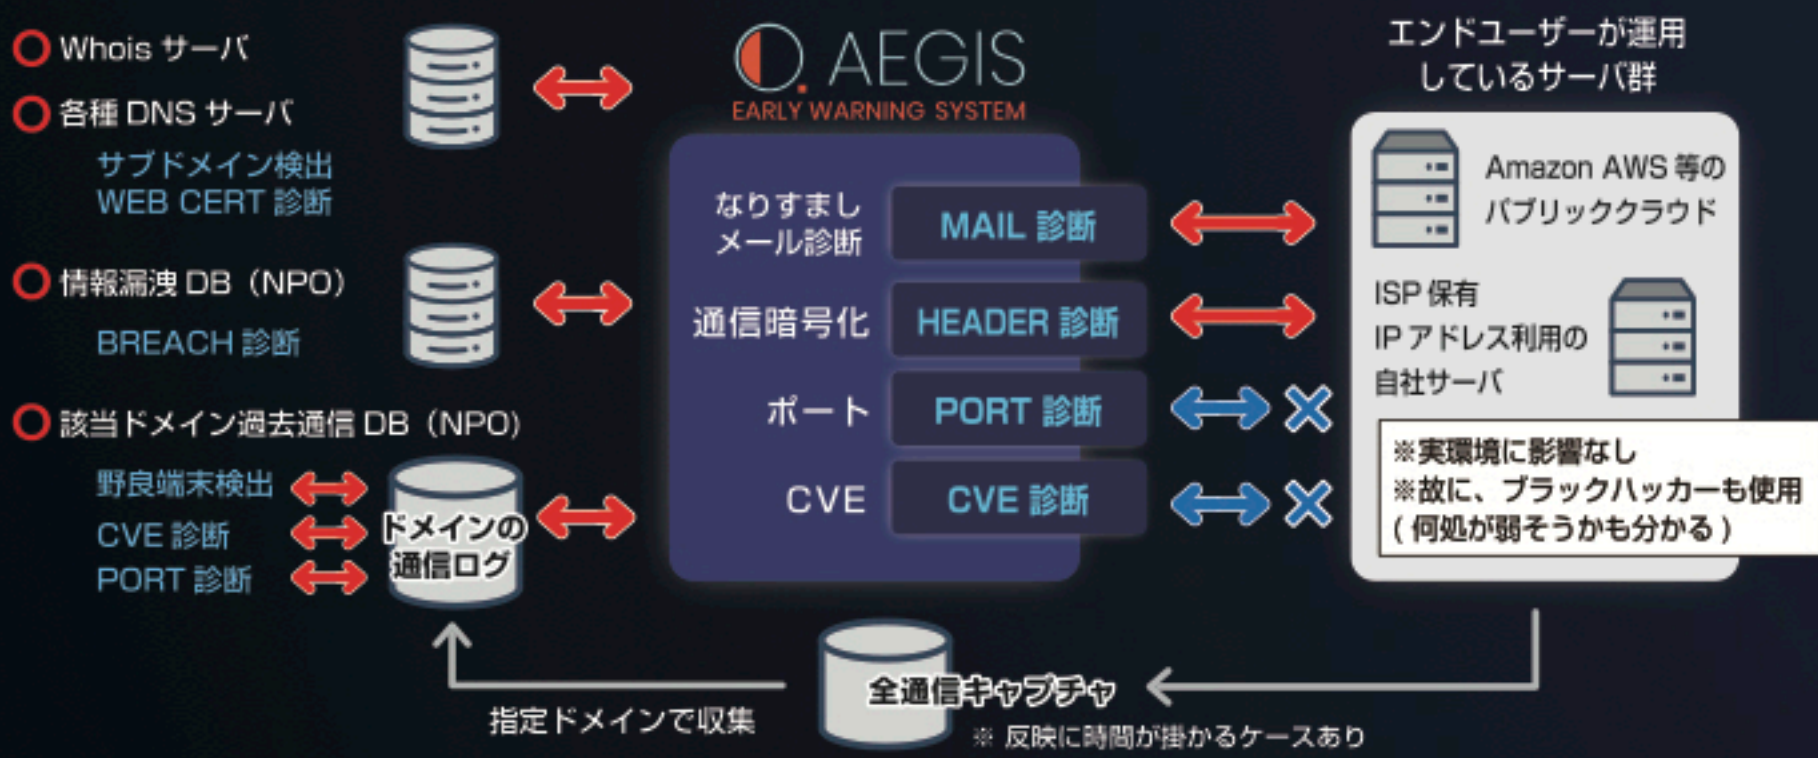 Whois サーバ
各種 DNS サーバ
サブドメイン検出
WEB CERT 診断
情報漏洩 DB（NPO）
BREACH 診断
該当ドメイン過去通信 DB（NPO）
野良端末検出
CVE 診断
PORT 診断
ドメインの
通信ログ
AEGIS
EARLY WARNING SYSTEM
なりすまし
メール診断
MAIL 診断
通信暗号化
HEADER 診断
ポート
PORT 診断
CVE
CVE 診断
エンドユーザーが運用
しているサーバ群
Amazon AWS 等の
パブリッククラウド
ISP 保有
IP アドレス利用の
自社サーバ
※実環境に影響なし
※故に、ブラックハッカーも使用
( 何処が弱そうかも分かる )
全通信キャプチャ
※ 反映に時間が掛かるケースあり
指定ドメインで収集